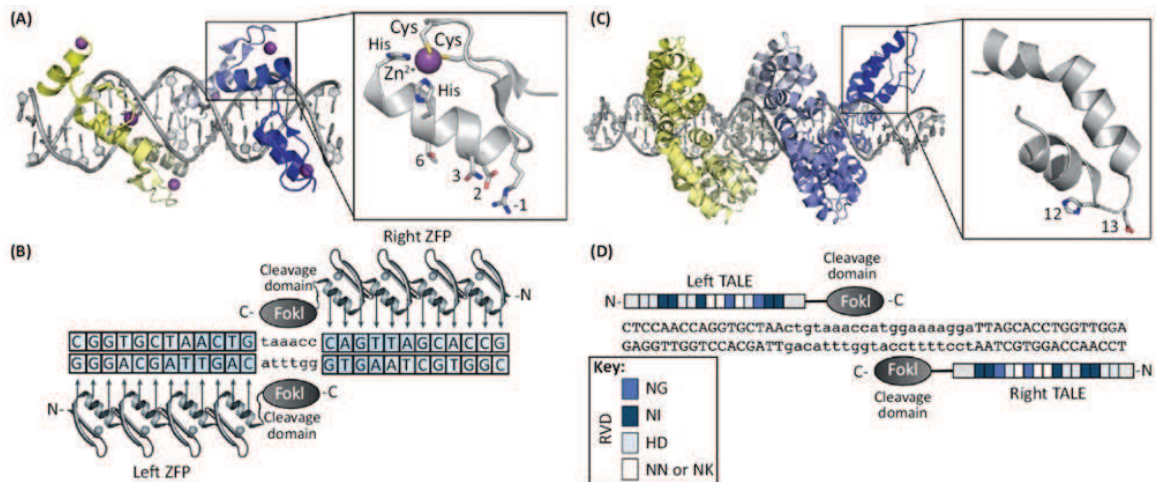 (A)
Cys
Cys
His
Zn2+
His
6
3
2
-1
(C)
12
13
(B)
Right ZFP
Cleavage
domain
C-
FokI
-N
CGGTGCTAACTG taaacc CAGTTAGCACCG
GGGACGATTGAC atttgg GTGAATCGTGGC
N-
FokI
-C
Cleavage
domain
Left ZFP
(D)
Cleavage
domain
Left TALE
N-
FokI
-C
CTCCAACCAGGTGCTAActgtaaaccatggaaaaggaTTAGCACCTGGTTGGA
GAGGTTGGTCCACGATTgacatttggtaccttttcctAATCGTGGACCAACCT
C-
FokI
-N
Cleavage
domain
Right TALE
Key:
RVD
NG
NI
HD
NN or NK